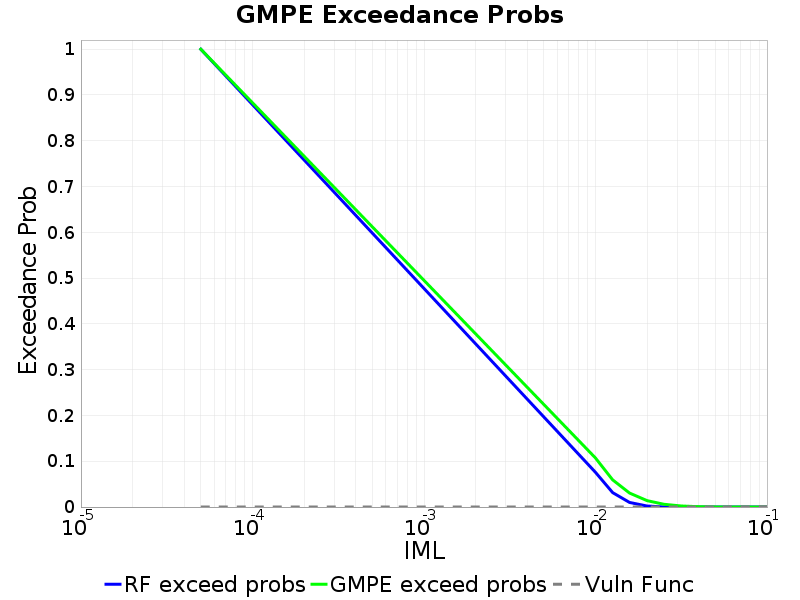 GMPE Exceedance Probs
Exceedance Prob
1
0.9
0.8
0.7
0.6
0.5
0.4
0.3
0.2
0.1
0
10-5 10-4 10-3 10-2 10-1
IML
RF exceed probs GMPE exceed probs Vuln Func